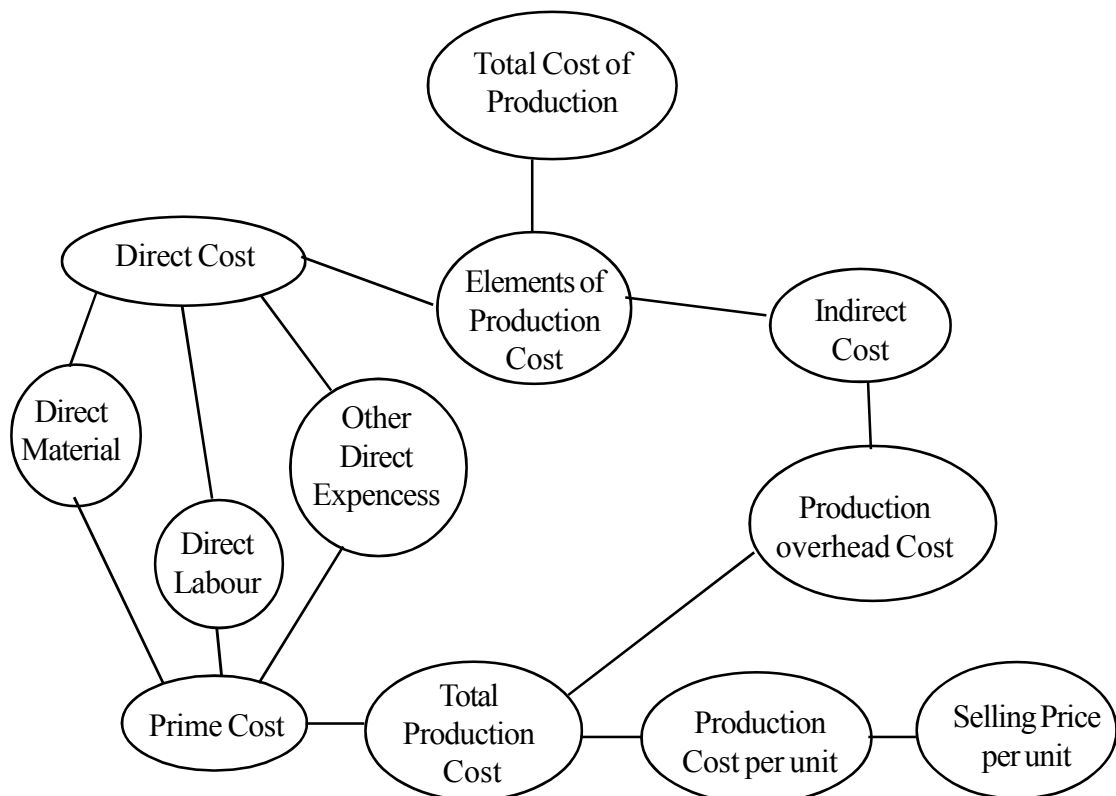 Total Cost of
Production
Direct Cost
Elements of
Production
Cost
Indirect
Cost
Direct
Material
Other
Direct
Expencess
Production
overhead Cost
Direct
Labour
Prime Cost
Total
Production
Cost
Production
Cost per unit
Selling Price
per unit